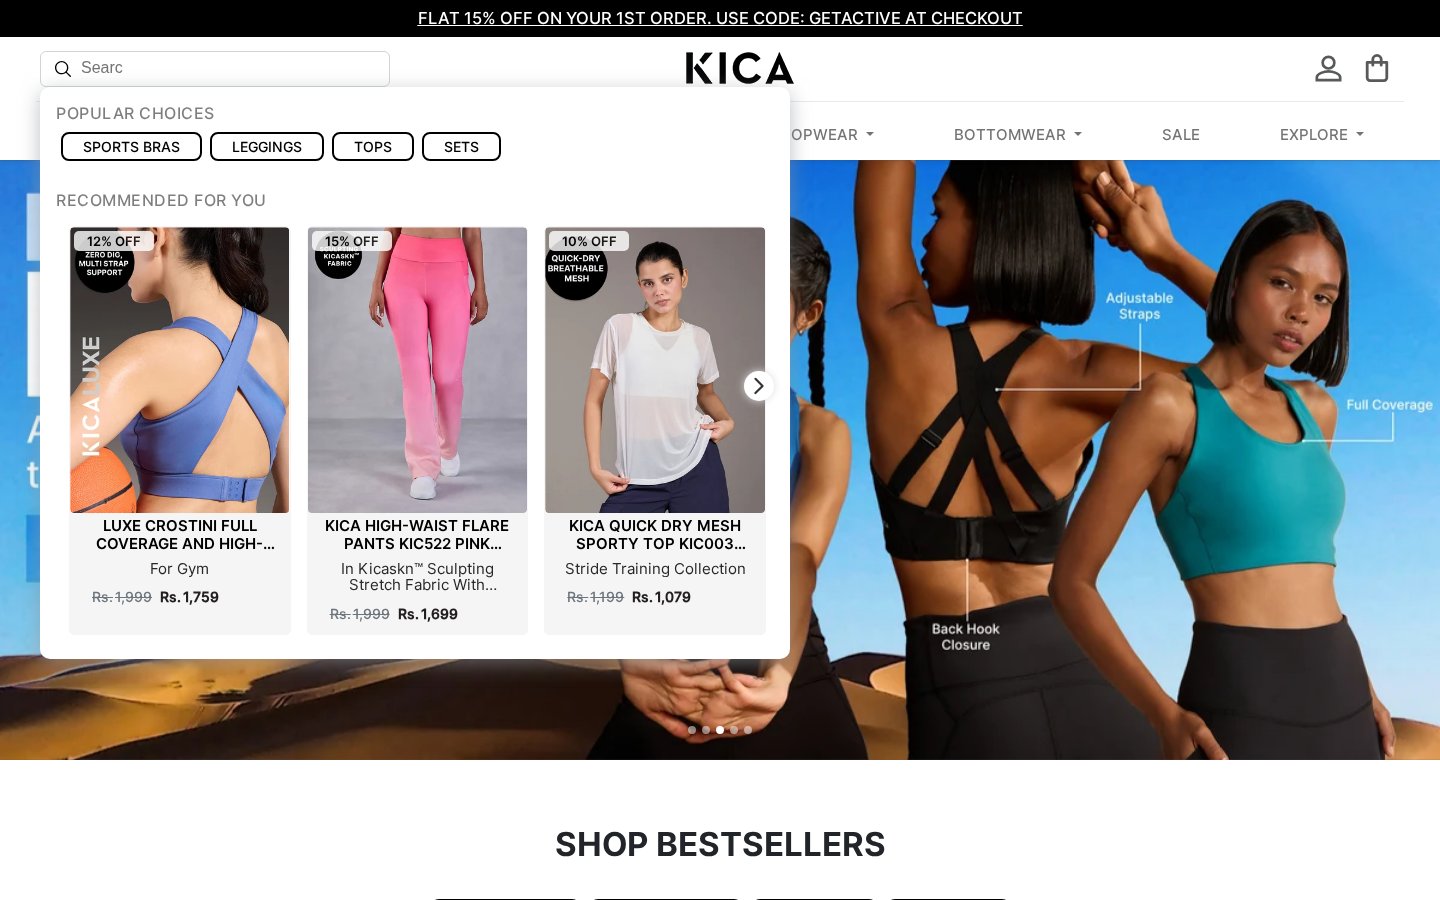 FLAT 15% OFF ON YOUR 1ST ORDER. USE CODE: GETACTIVE AT CHECKOUT
Searc
KICA
POPULAR CHOICES
SPORTS BRAS
LEGGINGS
TOPS
SETS
OPWEAR
BOTTOMWEAR
SALE
EXPLORE
RECOMMENDED FOR YOU
12% OFF
ZERO DIG,
MULTI STRAP
SUPPORT
KICA LUXE
LUXE CROSTINI FULL
COVERAGE AND HIGH-...
For Gym
Rs. 1,999 Rs. 1,759
15% OFF
KICASKN™
FABRIC
KICA HIGH-WAIST FLARE
PANTS KIC522 PINK...
In Kicaskn™ Sculpting
Stretch Fabric With...
Rs. 1,999 Rs. 1,699
10% OFF
QUICK-DRY
BREATHABLE
MESH
KICA QUICK DRY MESH
SPORTY TOP KIC003...
Stride Training Collection
Rs. 1,199 Rs. 1,079
Adjustable
Straps
Full Coverage
Back Hook
Closure
SHOP BESTSELLERS